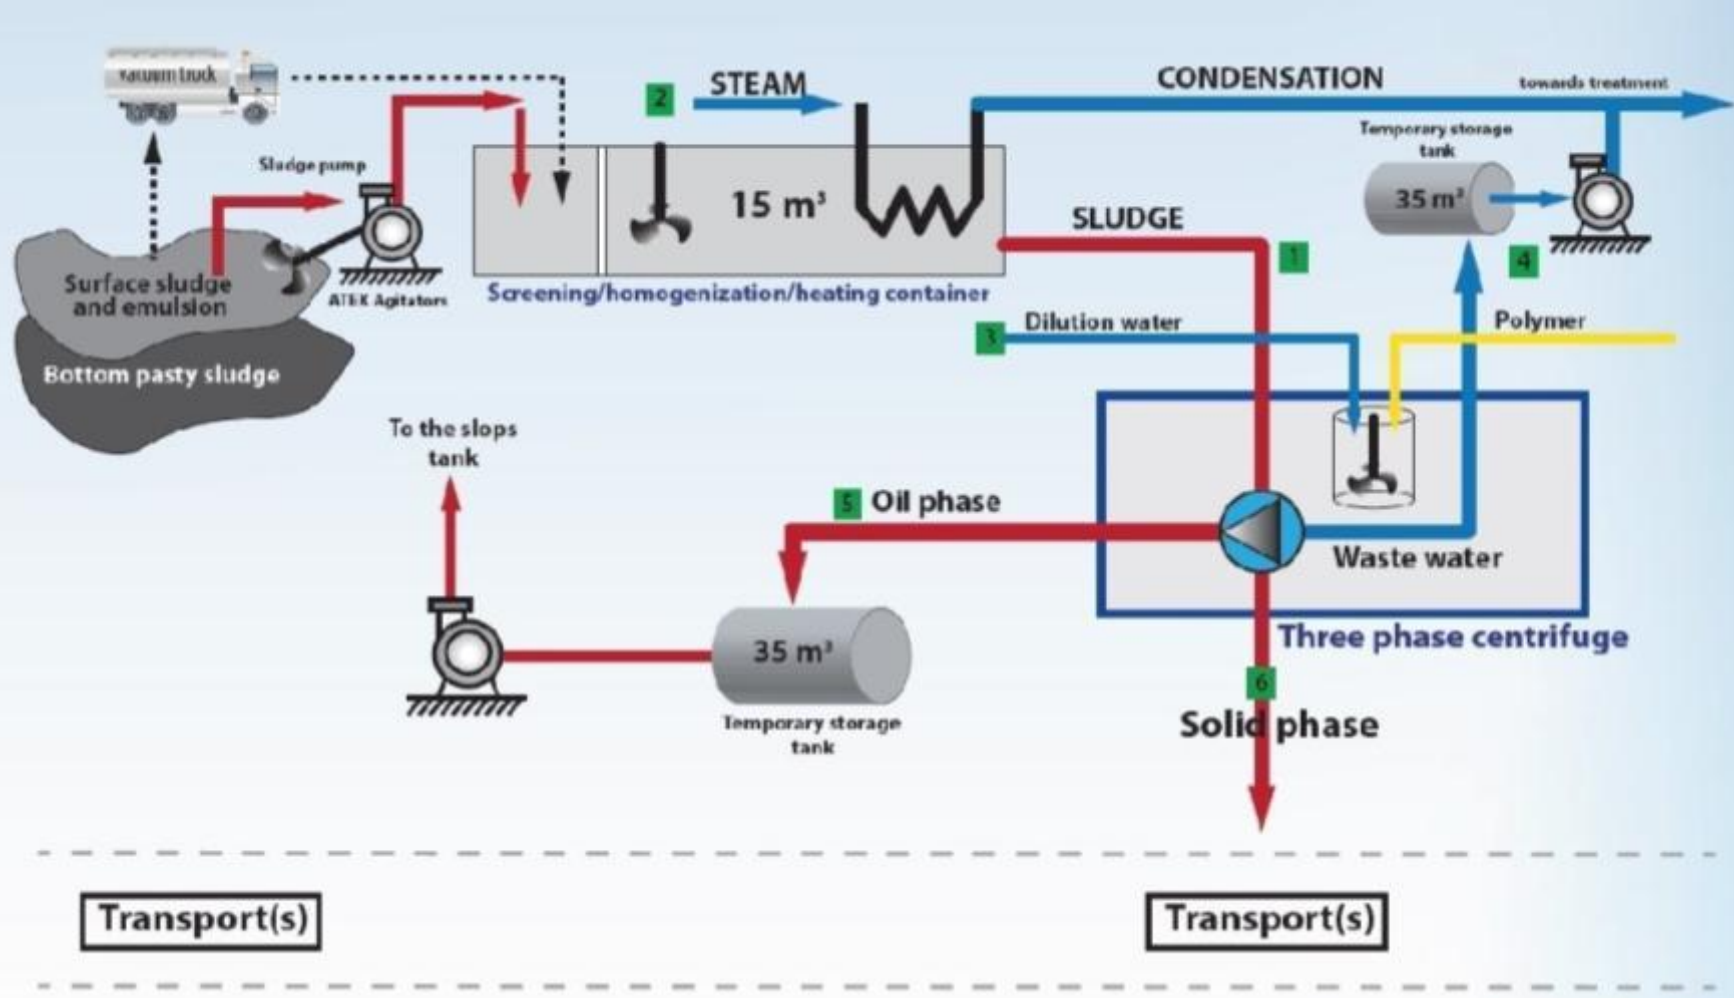 vacuum truck
2
STEAM
CONDENSATION
towards treatment
Temporary storage
tank
Sludge pump
15 m³
35 m³
SLUDGE
1
4
Surface sludge
and emulsion
ATEX Agitators
Screening/homogenization/heating container
3
Dilution water
Polymer
Bottom pasty sludge
To the slops
tank
5
Oil phase
Waste water
Three phase centrifuge
35 m³
6
Solid phase
Temporary storage
tank
Transport(s)
Transport(s)